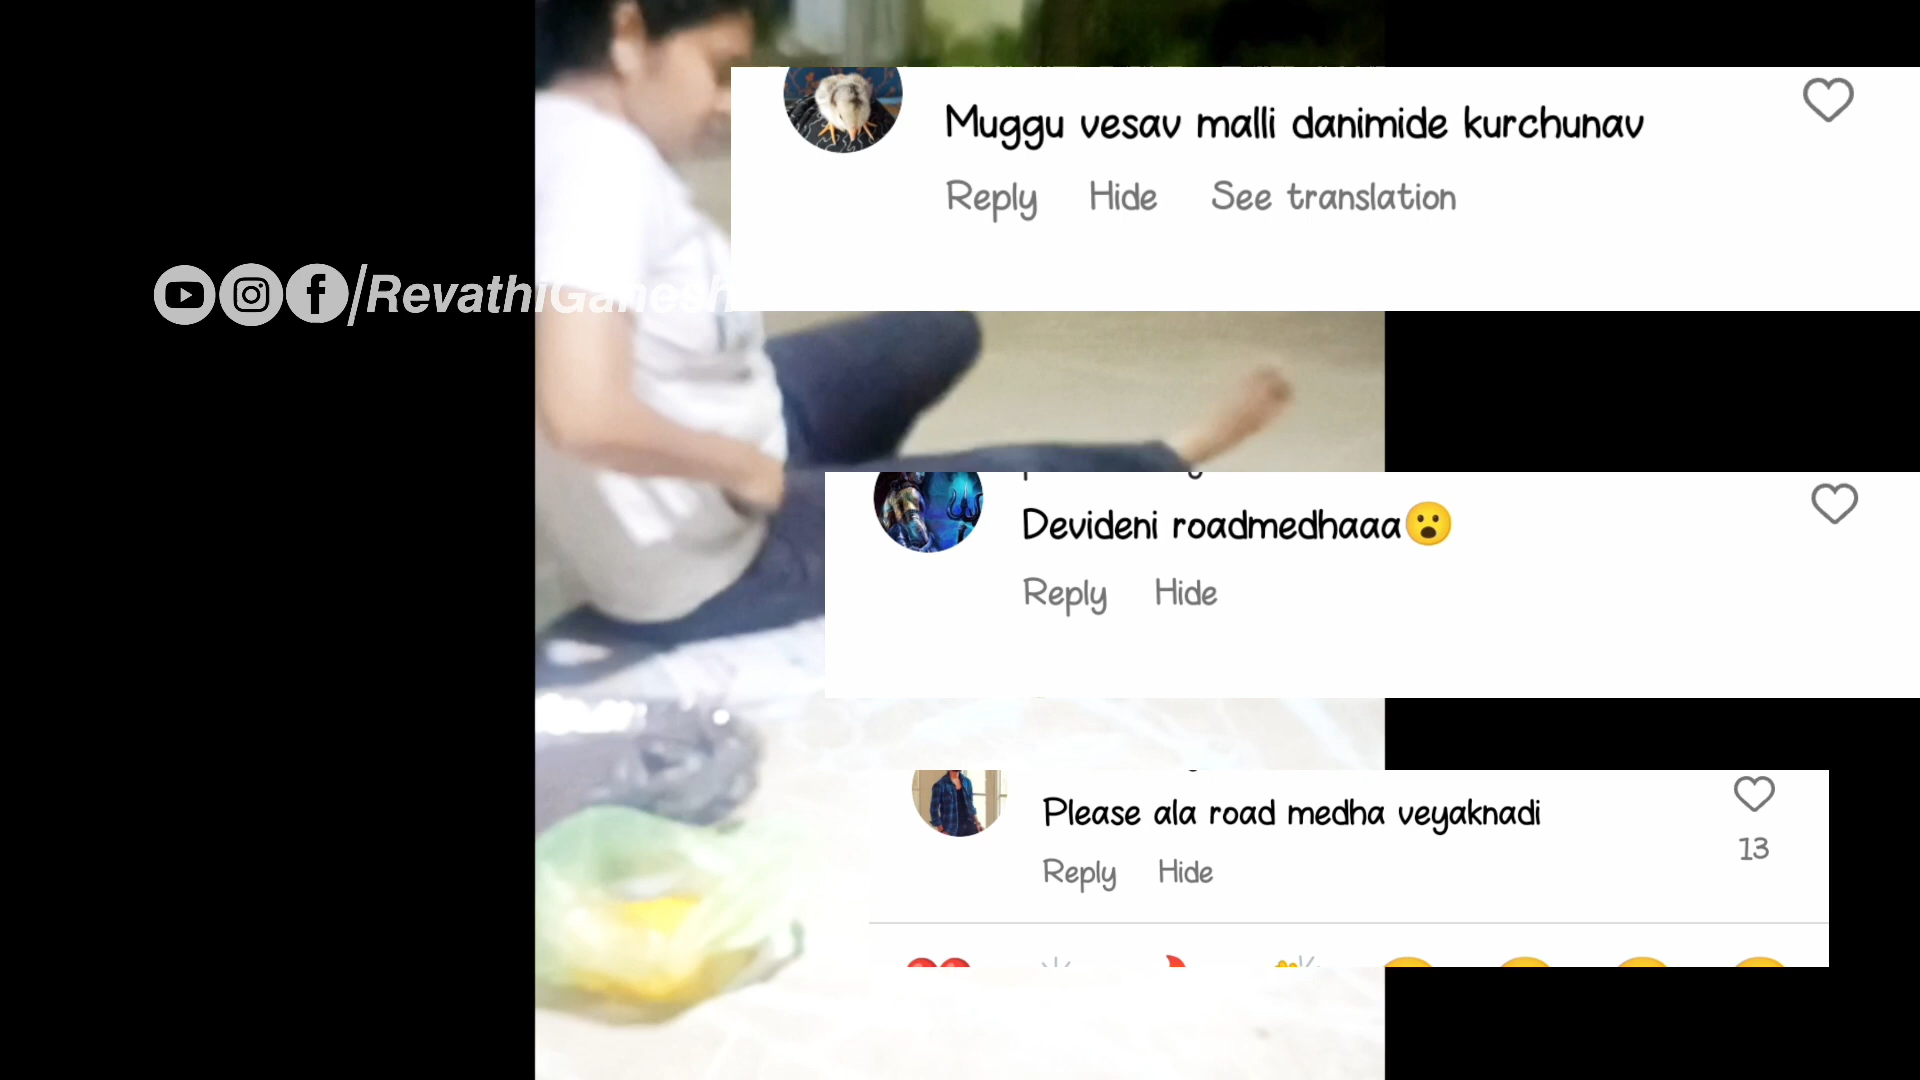 Muggu vesav malli danimide kurchunav
Reply Hide See translation
/RevathiGanesh
Devideni roadmedhaaa😮
Reply Hide
Please ala road medha veyaknadi
13
Reply Hide